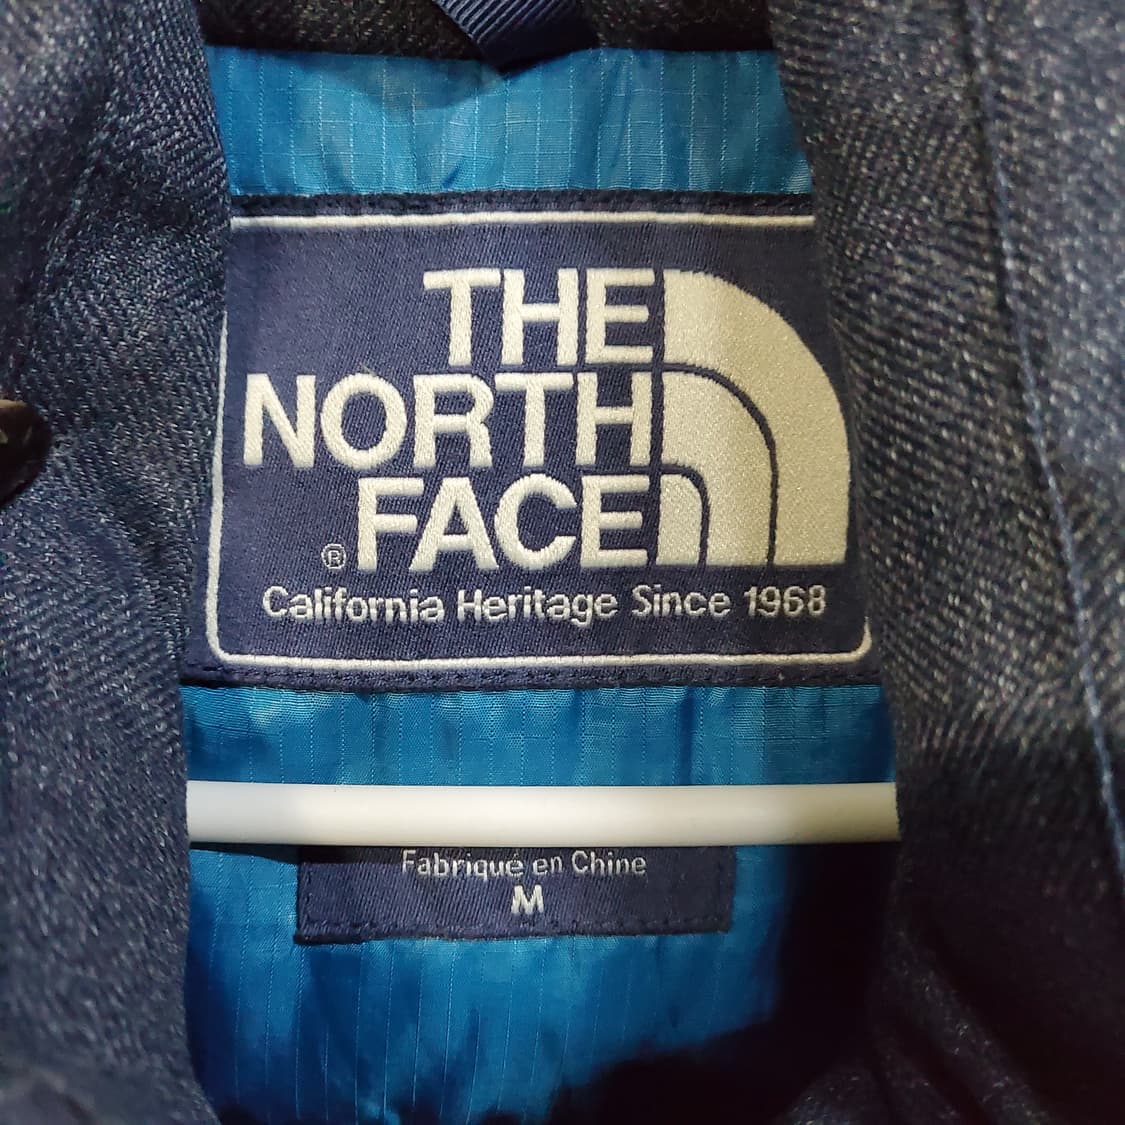 THE
NORTH
® FACE
California Heritage Since 1968
Fabriqué en Chine
M